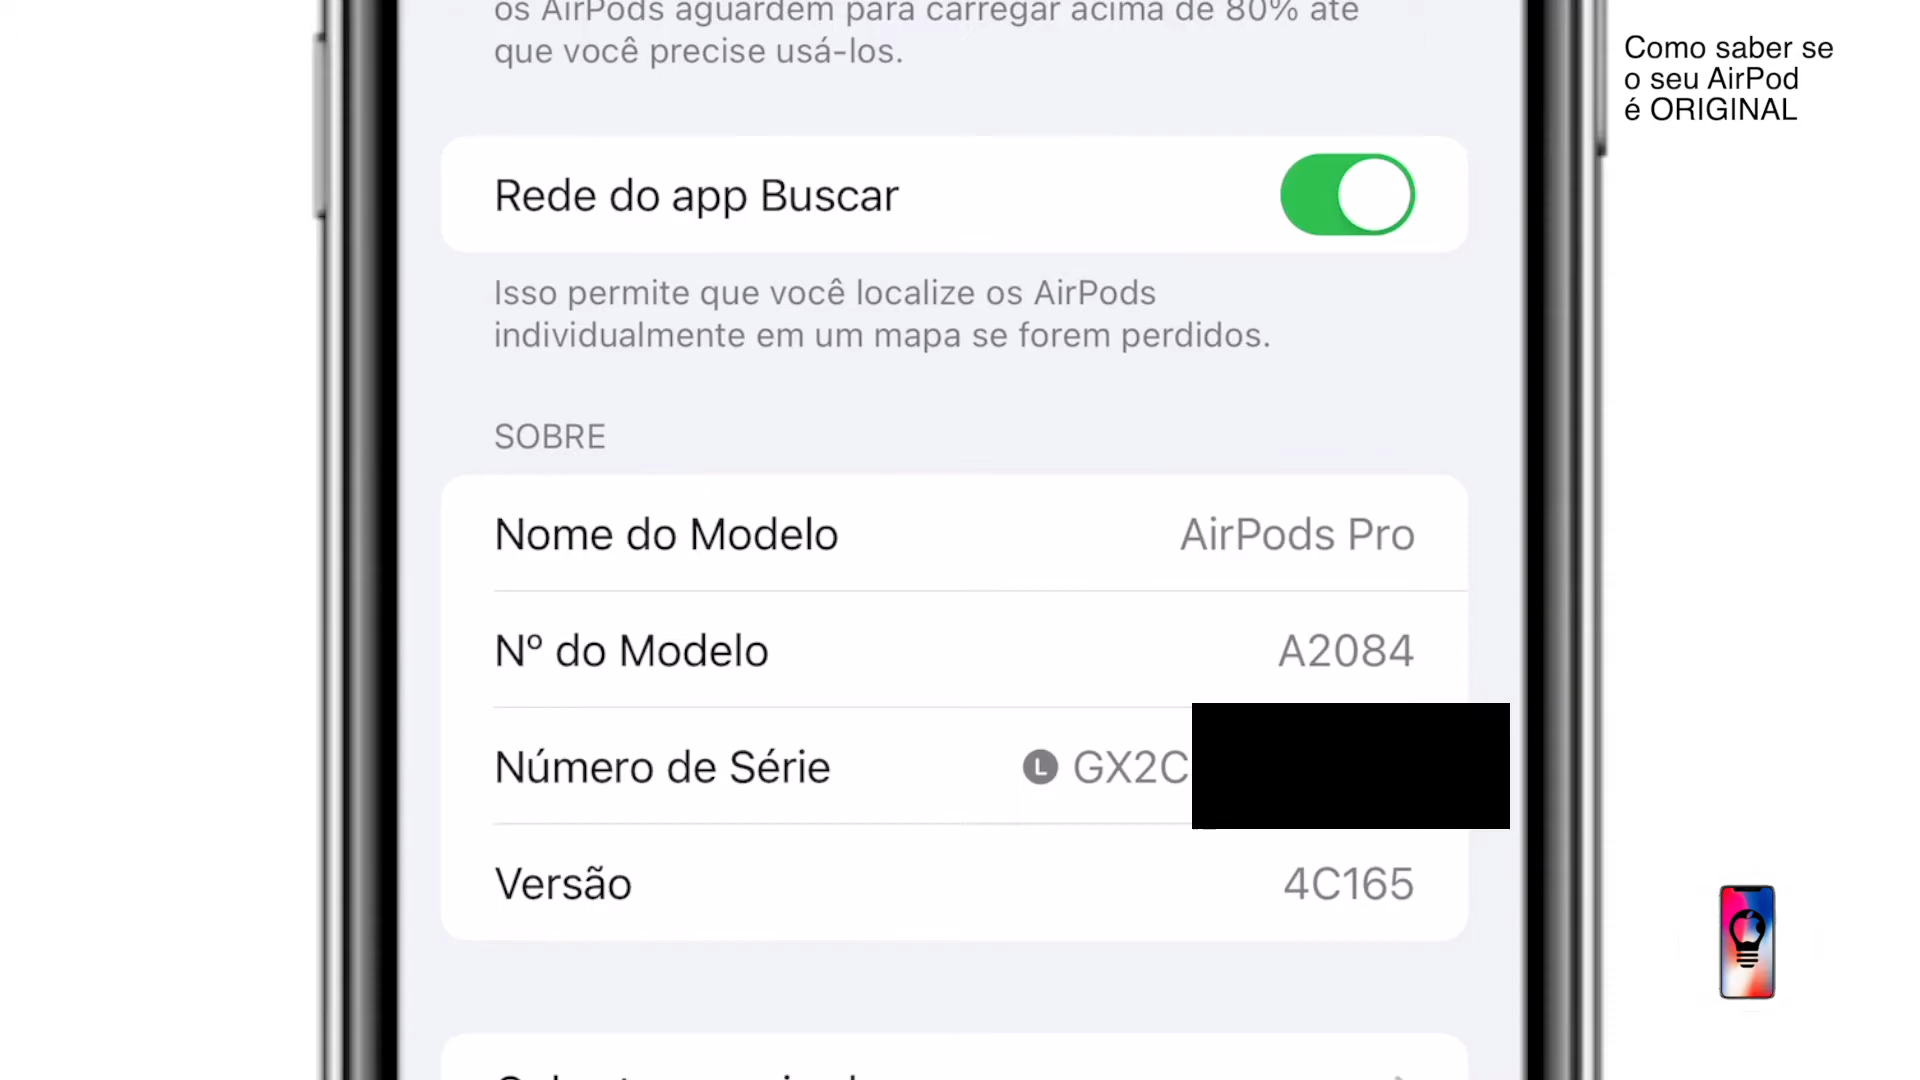 os AirPods aguardem para carregar acima de 80% até
que você precise usá-los.
Como saber se
o seu AirPod
é ORIGINAL
Rede do app Buscar
Isso permite que você localize os AirPods
individualmente em um mapa se forem perdidos.
SOBRE
Nome do Modelo AirPods Pro
Nº do Modelo A2084
Número de Série L GX2C
Versão 4C165